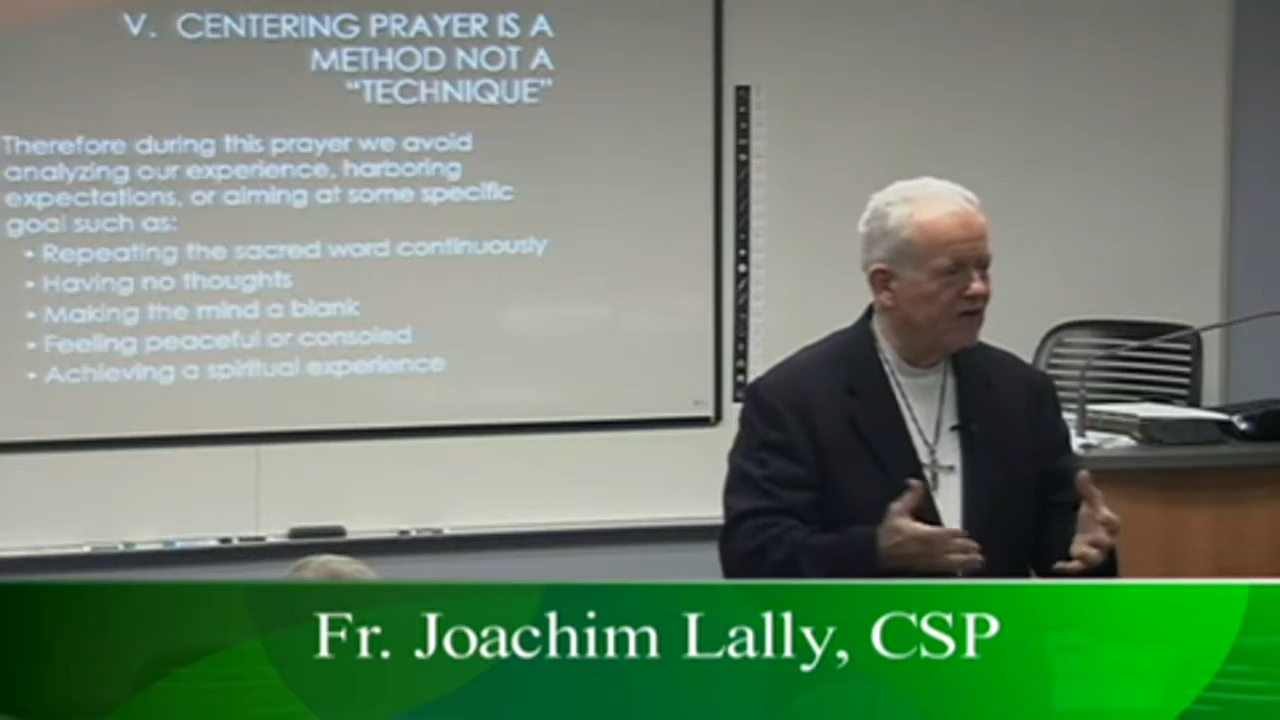 V. CENTERING PRAYER IS A
METHOD NOT A
“TECHNIQUE”
Therefore during this prayer we avoid
analyzing our experience, harboring
expectations, or aiming at some specific
goal such as:
• Repeating the sacred word continuously
• Having no thoughts
• Making the mind a blank
• Feeling peaceful or consoled
• Achieving a spiritual experience
Fr. Joachim Lally, CSP